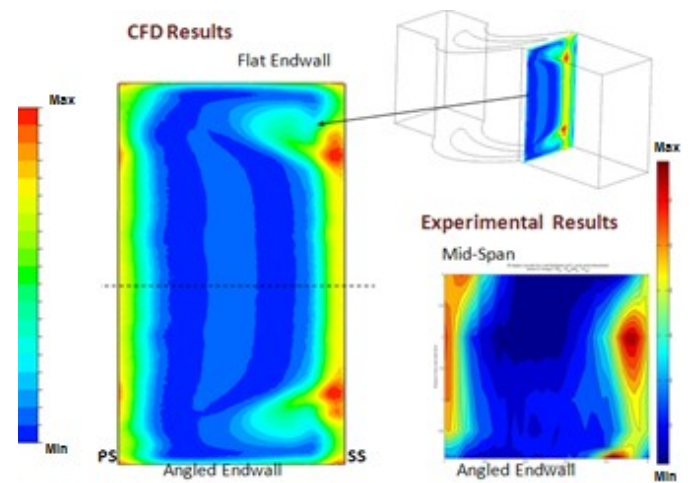 CFD Results
Flat Endwall
Max
Min
PS
SS
Angled Endwall
Experimental Results
Mid-Span
Max
Angled Endwall
Min